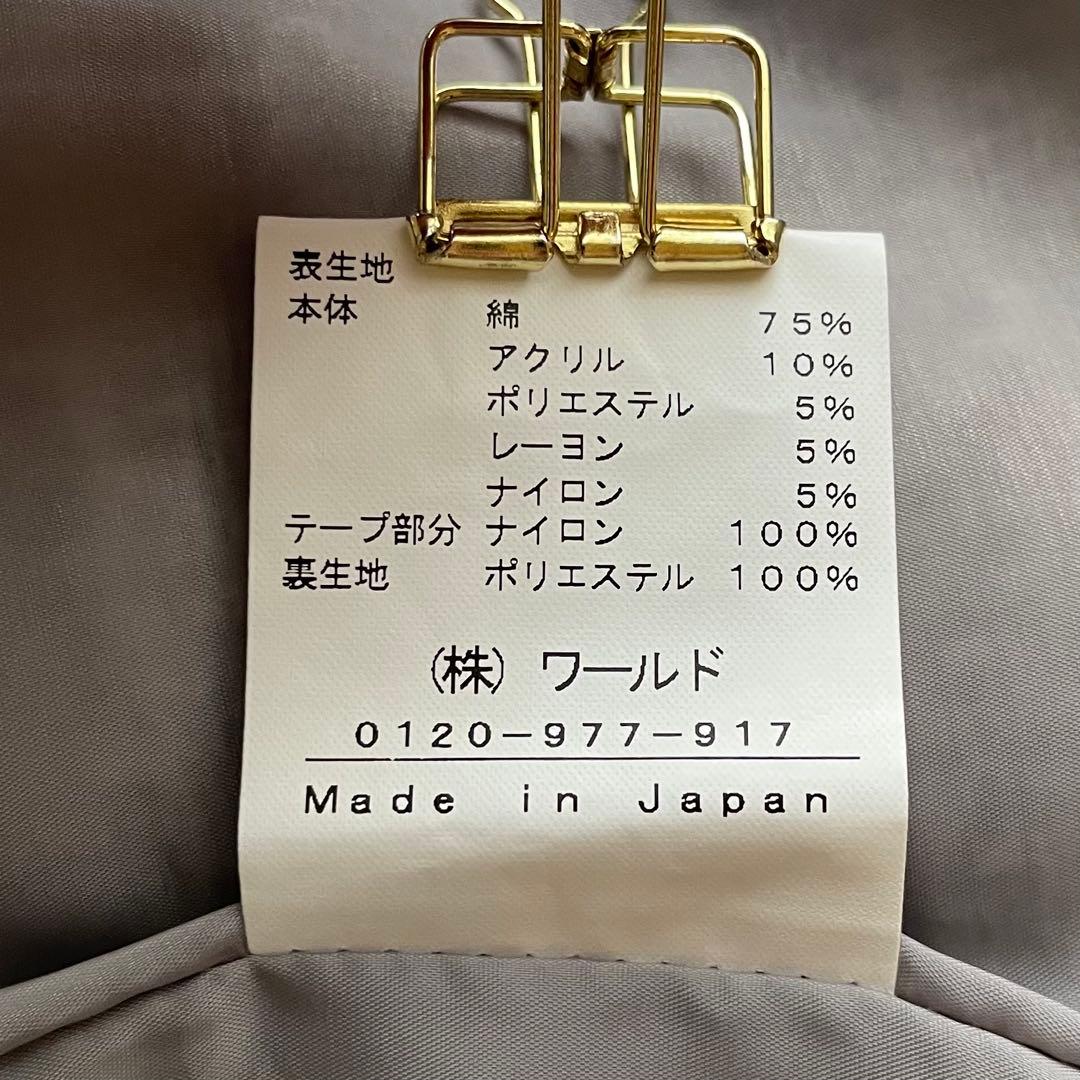 表生地
本体 綿 75%
アクリル 10%
ポリエステル 5%
レーヨン 5%
ナイロン 5%
テープ部分 ナイロン 100%
裏生地 ポリエステル 100%
(株) ワールド
0120-977-917
Made in Japan